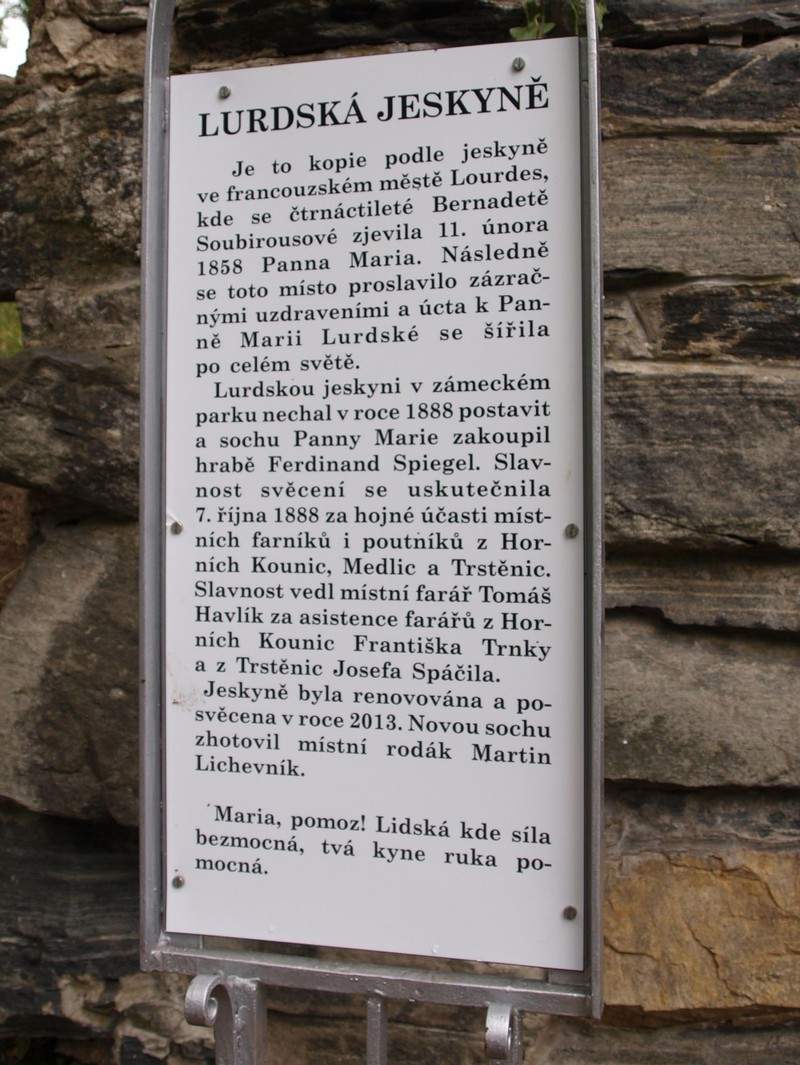 LURDSKÁ JESKYNĚ
Je to kopie podle jeskyně
ve francouzském městě Lourdes,
kde se čtrnáctileté Bernadetě
Soubirousové zjevila 11. února
1858 Panna Maria. Následně
se toto místo proslavilo zázrač-
nými uzdraveními a úcta k Pan-
ně Marii Lurdské se šířila
po celém světě.
Lurdskou jeskyni v zámeckém
parku nechal v roce 1888 postavit
a sochu Panny Marie zakoupil
hrabě Ferdinand Spiegel. Slav-
nost svěcení se uskutečnila
7. října 1888 za hojné účasti míst-
ních farníků i poutníků z Hor-
ních Kounic, Medlic a Trstěnic.
Slavnost vedl místní farář Tomáš
Havlík za asistence farářů z Hor-
ních Kounic Františka Trnky
a z Trstěnic Josefa Spáčila.
Jeskyně byla renovována a po-
svěcena v roce 2013. Novou sochu
zhotovil místní rodák Martin
Lichevník.
Maria, pomoz! Lidská kde síla
bezmocná, tvá kyne ruka po-
mocná.